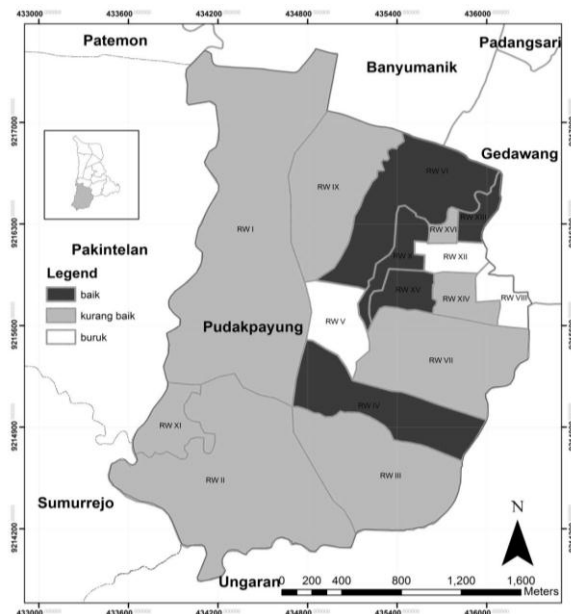 433000 433600 434200 434800 435400 436000
Patemon
Padangsari
Banyumanik
9217000
Gedawang
RW VI
RW IX
RW XIII
9216300
RW I
RW XVI
RW X
Pakintelan
RW XII
Legend
baik
RW XV
kurang baik
RW XIV
RW VIII
buruk
Pudakpayung
RW V
9215600
RW VII
RW IV
9214900
RW XI
RW III
RW II
Sumurrejo
N
9214200
Ungaran
0 200 400 800 1,200 1,600
Meters
433000 433600 434200 434800 435400 436000